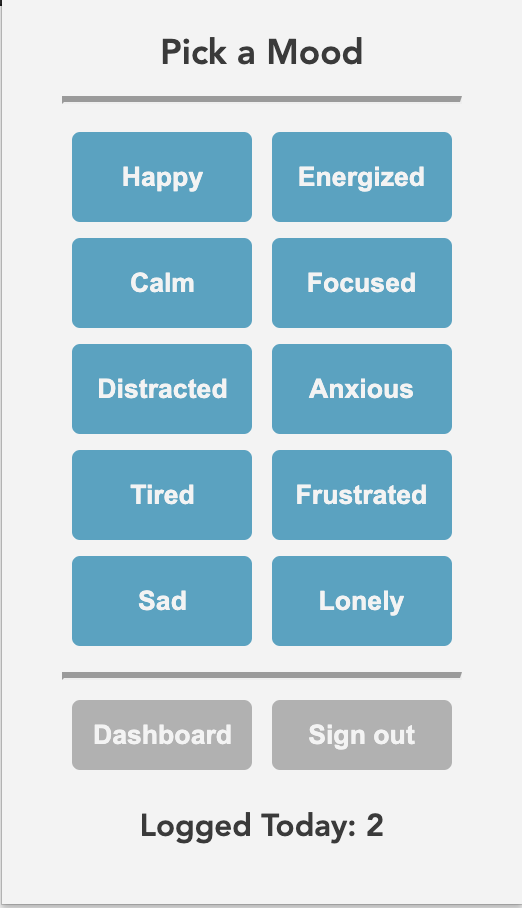 Pick a Mood
Happy Energized
Calm Focused
Distracted Anxious
Tired Frustrated
Sad Lonely
Dashboard Sign out
Logged Today: 2